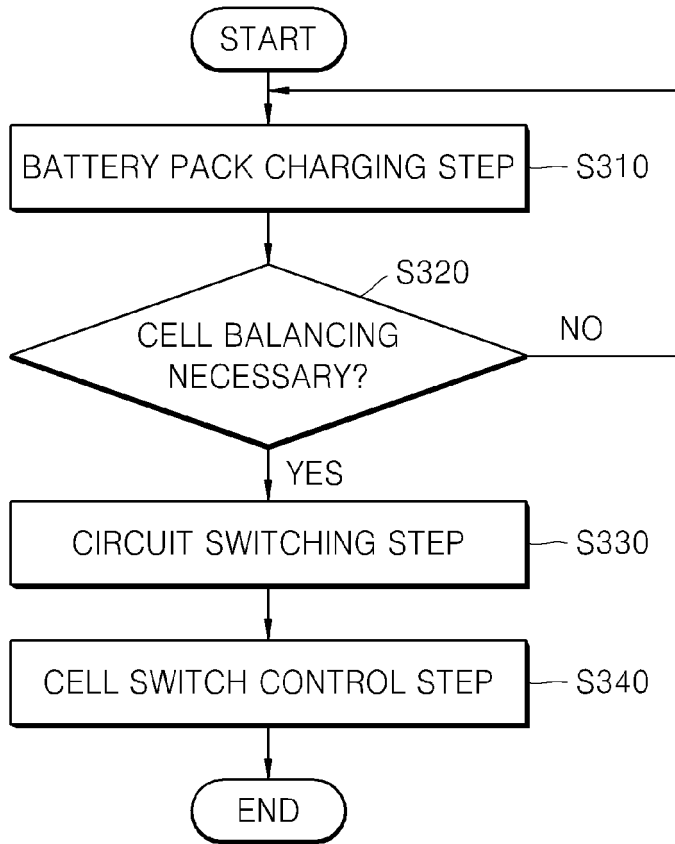 START
BATTERY PACK CHARGING STEP
S310
S320
CELL BALANCING
NECESSARY?
NO
YES
CIRCUIT SWITCHING STEP
S330
CELL SWITCH CONTROL STEP
S340
END